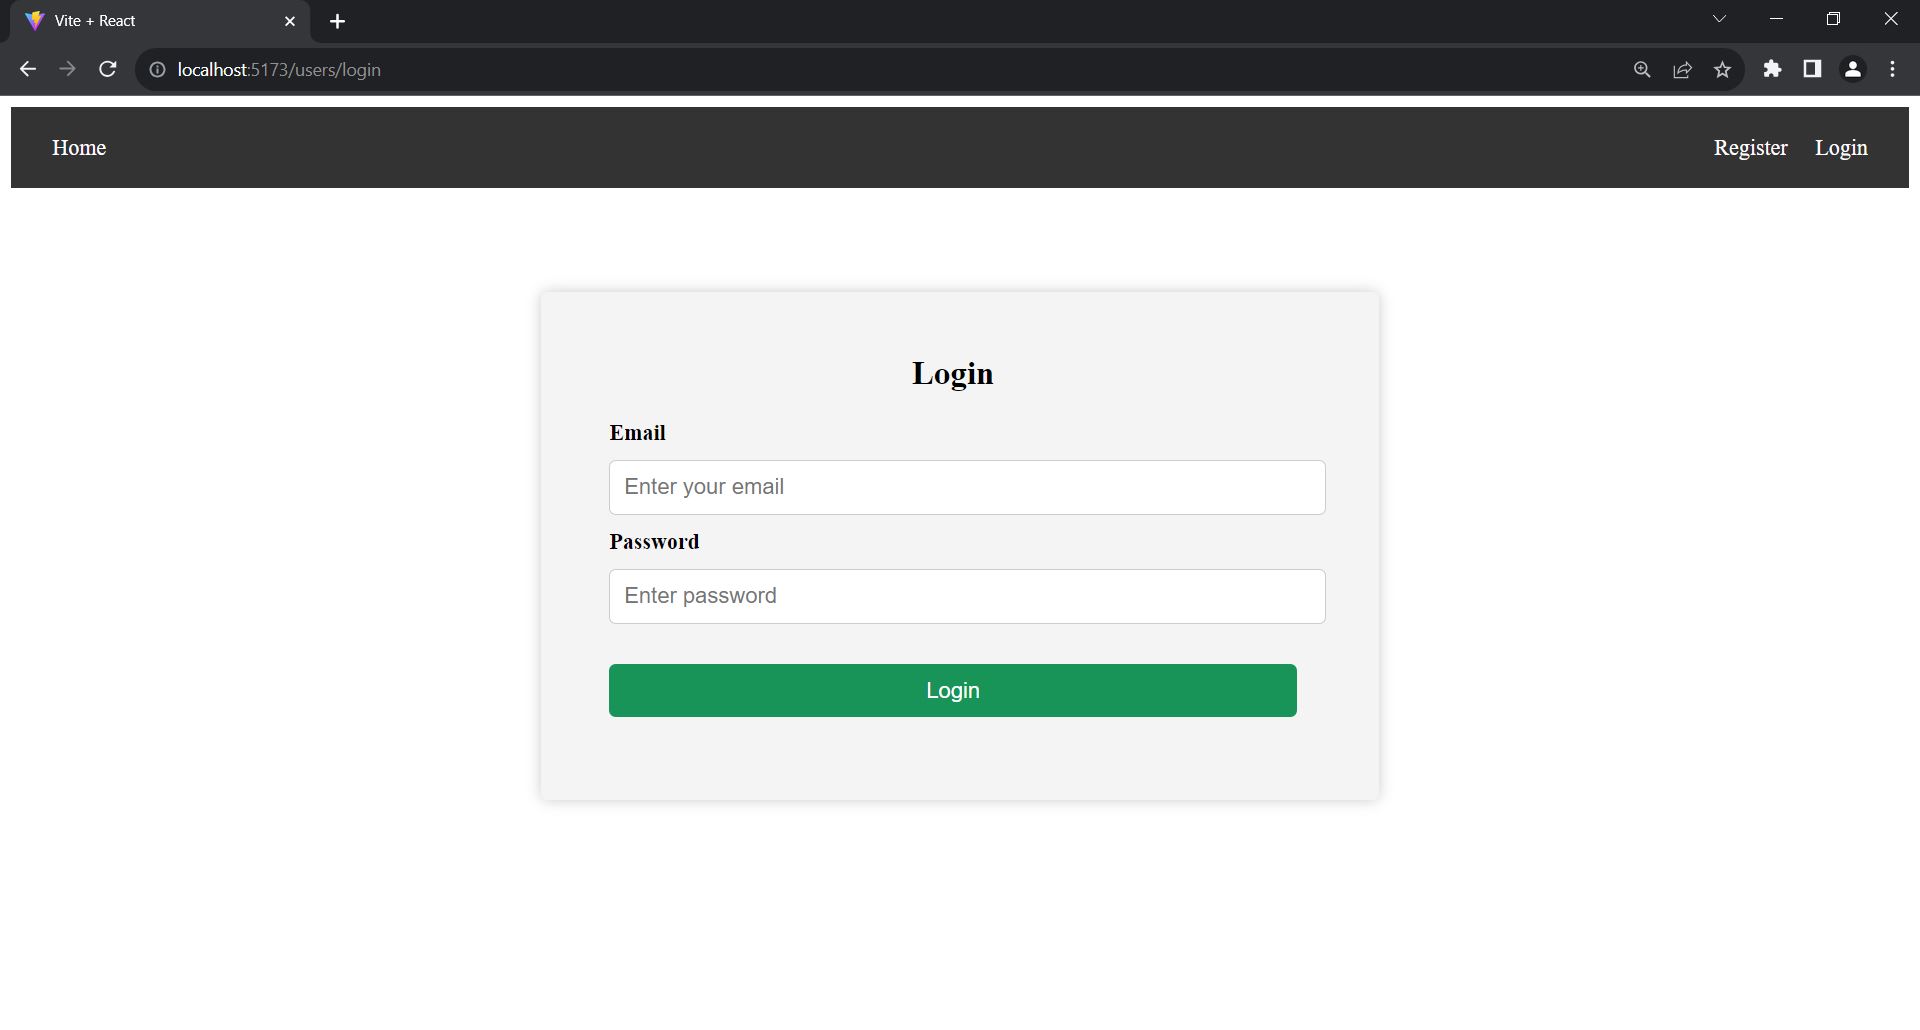 Vite + React
localhost:5173/users/login
Home Register Login
Login
Email
Enter your email
Password
Enter password
Login